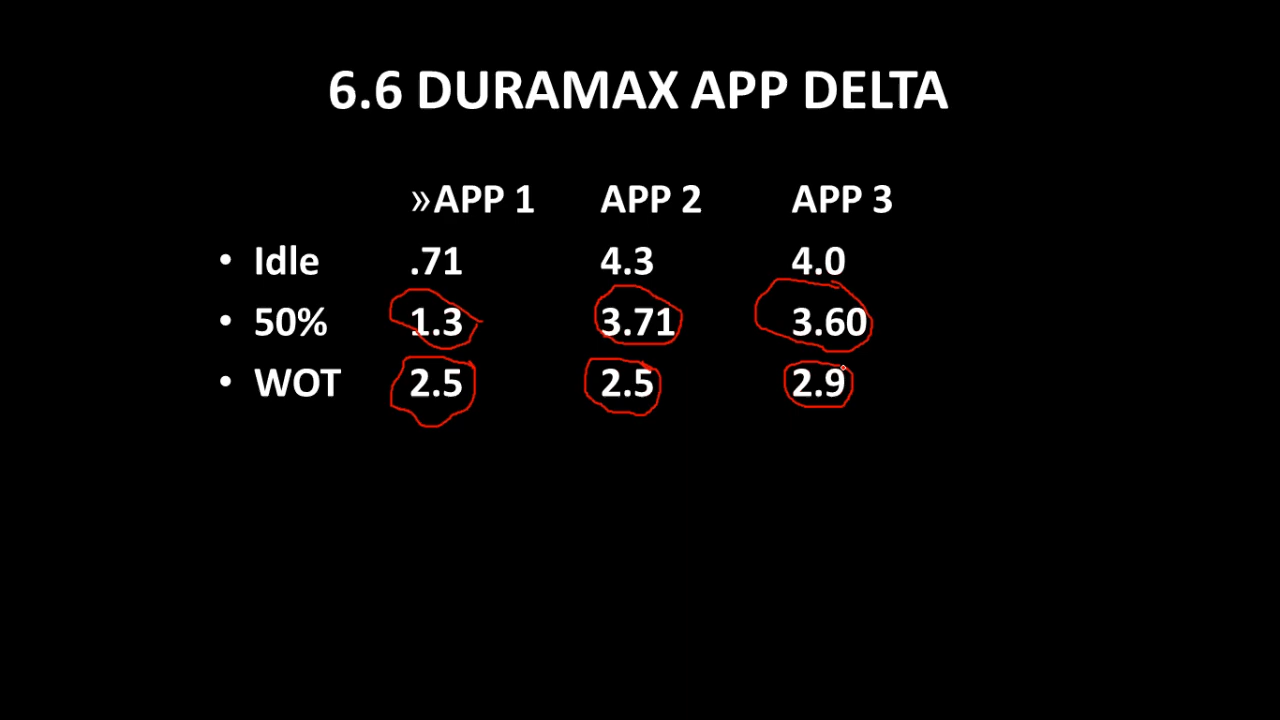 6.6 DURAMAX APP DELTA
»APP 1 APP 2 APP 3
• Idle .71 4.3 4.0
• 50% 1.3 3.71 3.60
• WOT 2.5 2.5 2.9